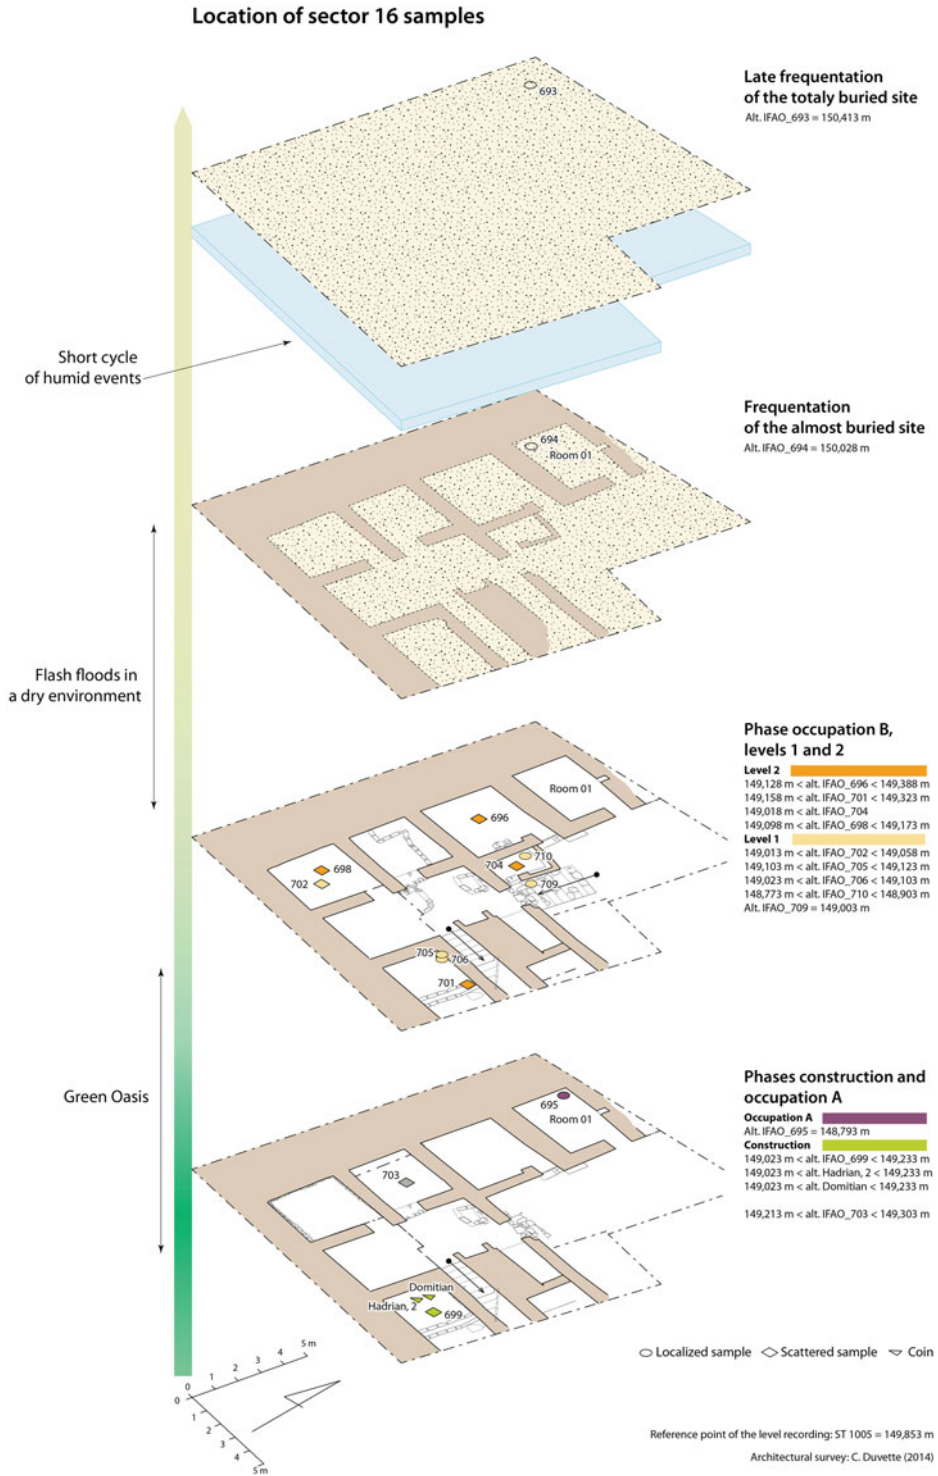 Location of sector 16 samples
Late frequentation
of the totaly buried site
Alt. IFAO_693 = 150,413 m
693
Short cycle
of humid events
Frequentation
of the almost buried site
Alt. IFAO_694 = 150,028 m
694
Room 01
Flash floods in
a dry environment
Phase occupation B,
levels 1 and 2
Level 2
149,128 m < alt. IFAO_696 < 149,388 m
149,158 m < alt. IFAO_701 < 149,323 m
149,018 m < alt. IFAO_704
149,098 m < alt. IFAO_698 < 149,173 m
Level 1
149,013 m < alt. IFAO_702 < 149,058 m
149,103 m < alt. IFAO_705 < 149,123 m
149,023 m < alt. IFAO_706 < 149,103 m
148,773 m < alt. IFAO_710 < 148,903 m
Alt. IFAO_709 = 149,003 m
Room 01
696
710
704
698
702
709
705
706
701
Green Oasis
Phases construction and
occupation A
Occupation A
Alt. IFAO_695 = 148,793 m
Construction
149,023 m < alt. IFAO_699 < 149,233 m
149,023 m < alt. Hadrian, 2 < 149,233 m
149,023 m < alt. Domitian < 149,233 m
149,213 m < alt. IFAO_703 < 149,303 m
695
Room 01
703
Domitian
Hadrian, 2
699
Localized sample
Scattered sample
Coin
0 1 2 3 4 5 m
0 1 2 3 4 5 m
Reference point of the level recording: ST 1005 = 149,853 m
Architectural survey: C. Duvette (2014)